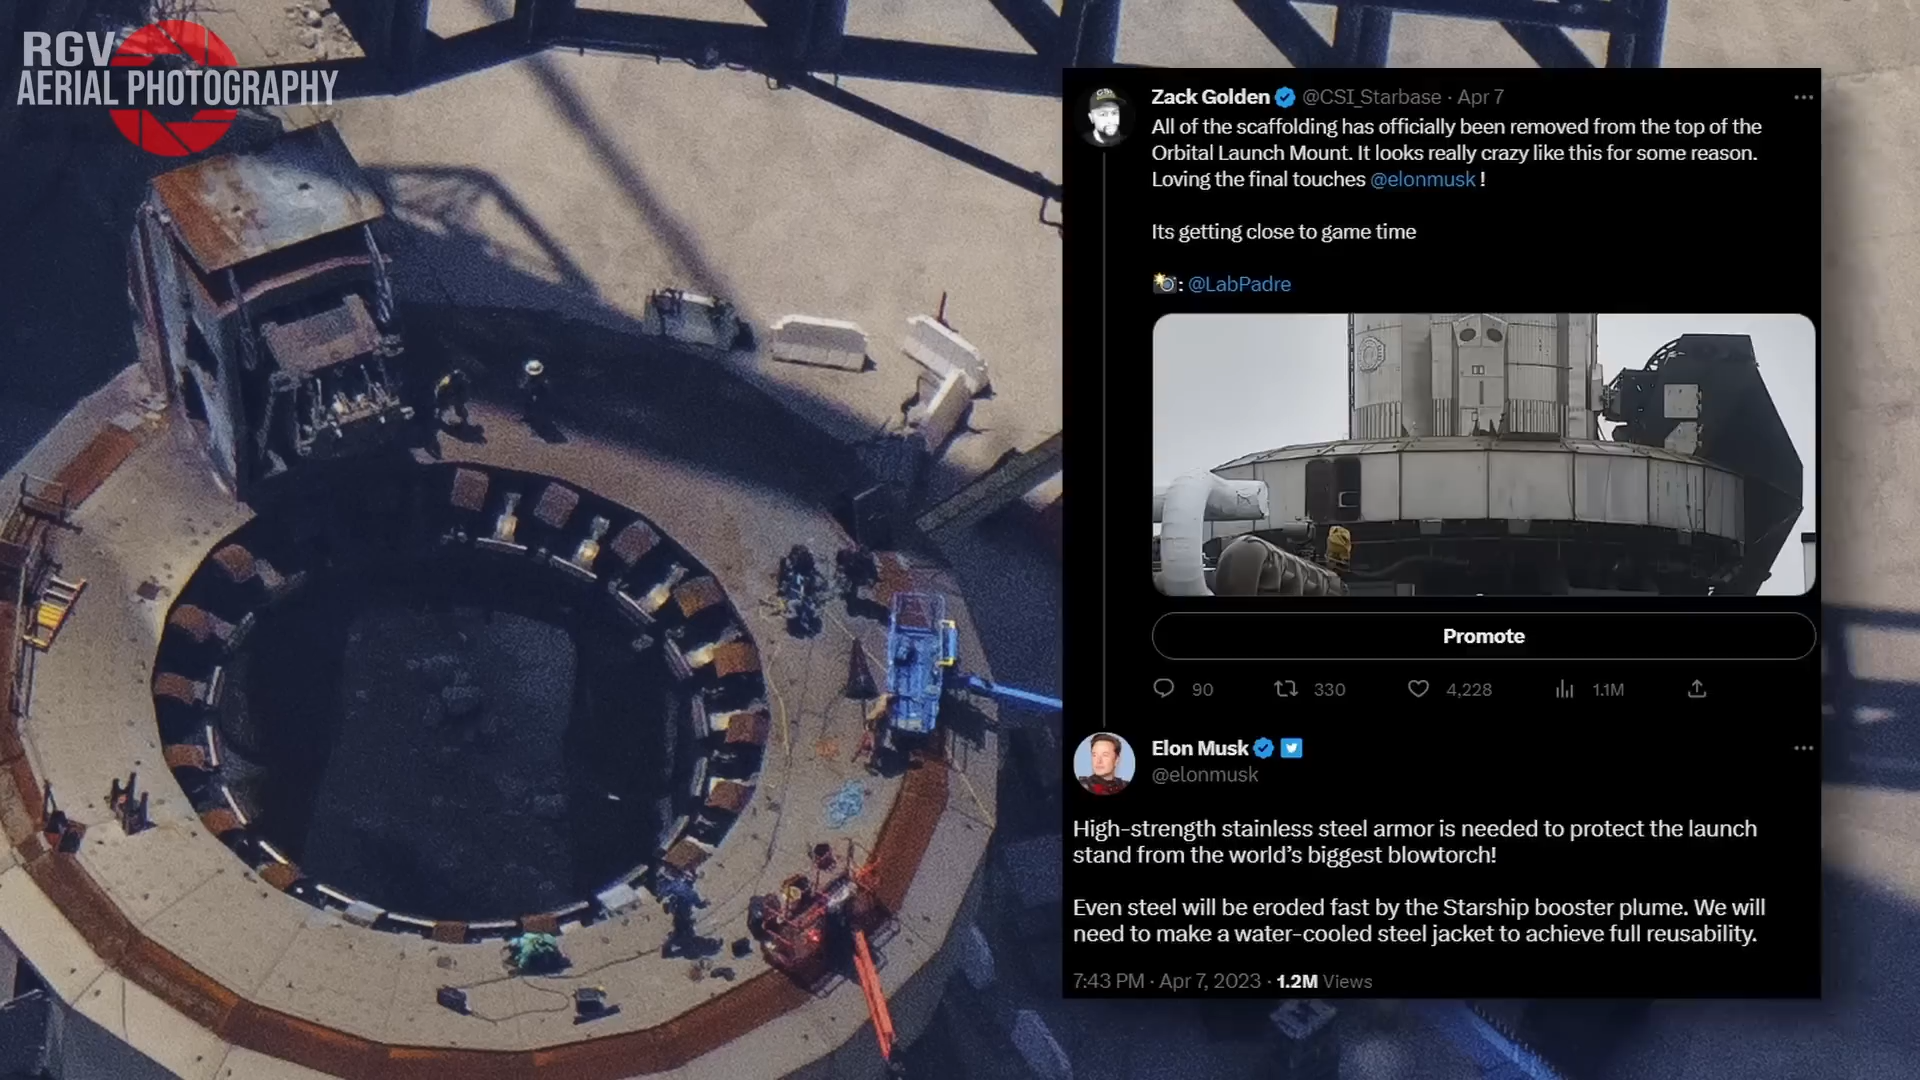 RGV
AERIAL PHOTOGRAPHY
Zack Golden @CSI_Starbase · Apr 7
All of the scaffolding has officially been removed from the top of the
Orbital Launch Mount. It looks really crazy like this for some reason.
Loving the final touches @elonmusk !
Its getting close to game time
📸: @LabPadre
Promote
90 330 4,228 1.1M
Elon Musk
@elonmusk
High-strength stainless steel armor is needed to protect the launch
stand from the world's biggest blowtorch!
Even steel will be eroded fast by the Starship booster plume. We will
need to make a water-cooled steel jacket to achieve full reusability.
7:43 PM · Apr 7, 2023 · 1.2M Views